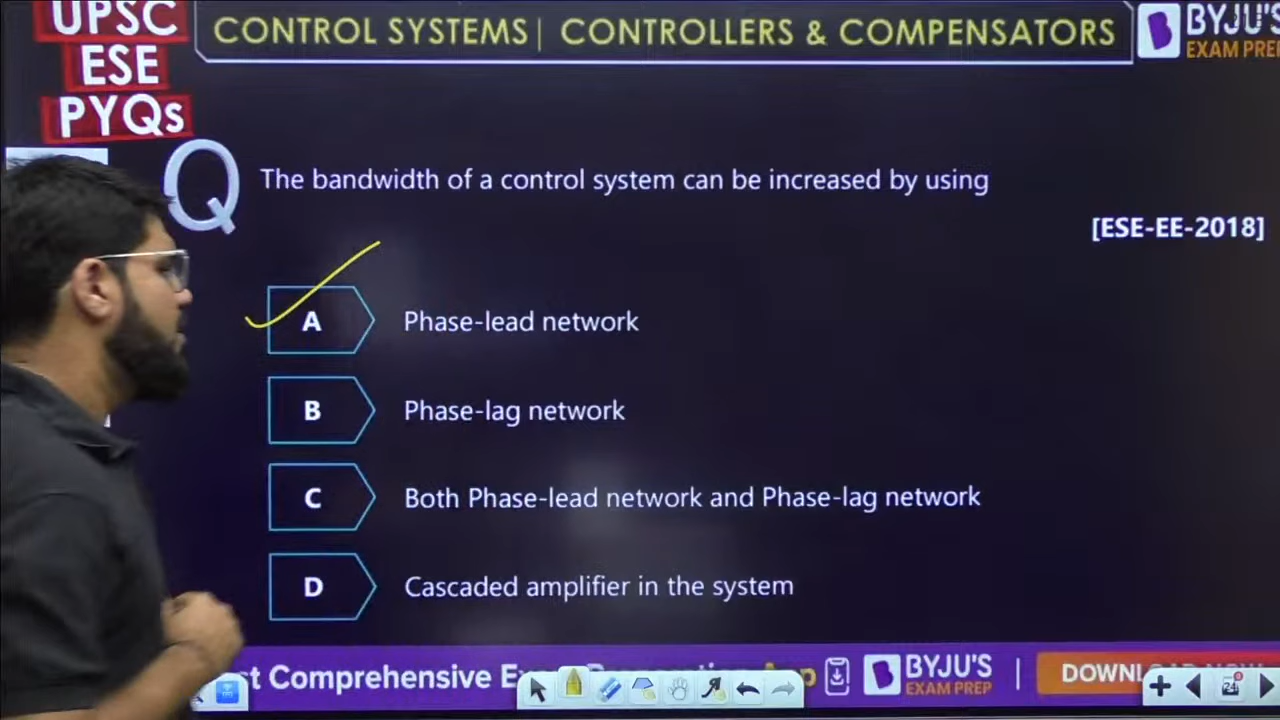 UPSC
ESE
PYQs
CONTROL SYSTEMS| CONTROLLERS & COMPENSATORS
BYJU'S
EXAM PREP
Q
The bandwidth of a control system can be increased by using
[ESE-EE-2018]
A Phase-lead network
B Phase-lag network
C Both Phase-lead network and Phase-lag network
D Cascaded amplifier in the system
Comprehensive
BYJU'S
EXAM PREP